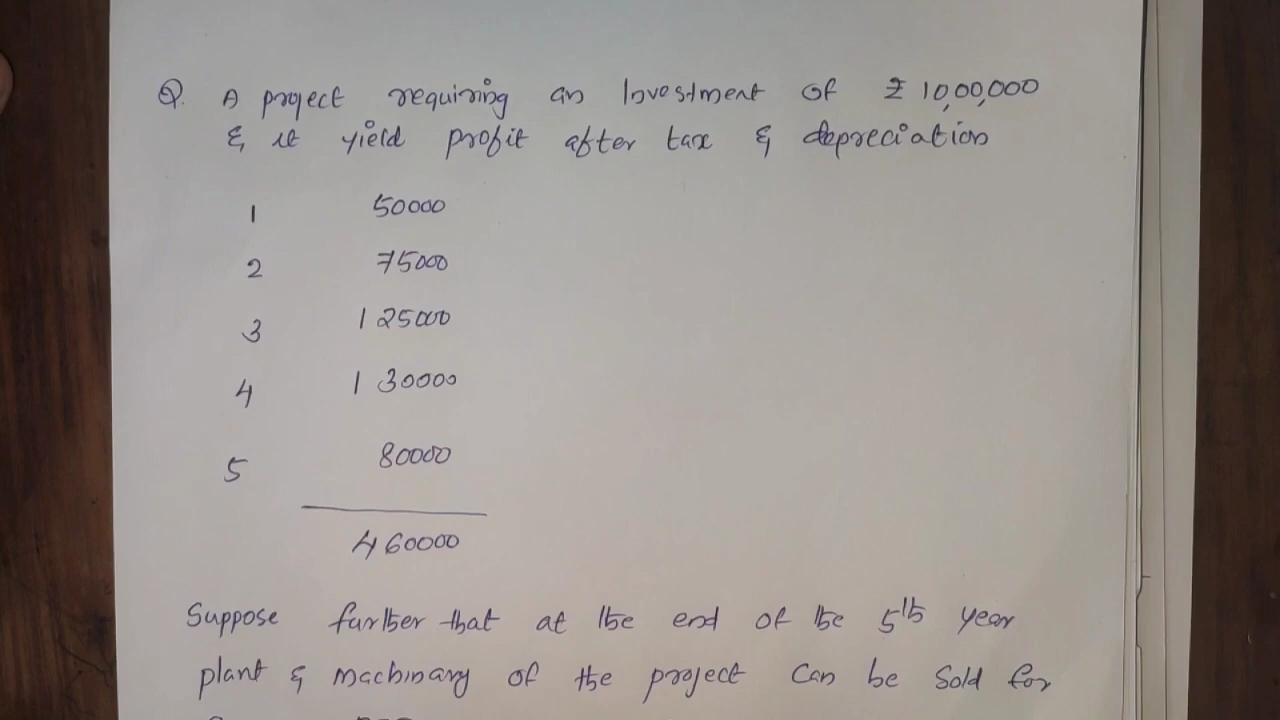 Q. A project requiring an Investment of ₹ 10,00,000
& it yield profit after tax & depreciation
1 50000
2 75000
3 125000
4 130000
5 80000
460000
Suppose further that at the end of the 5th year
plant & machinary of the project can be sold for